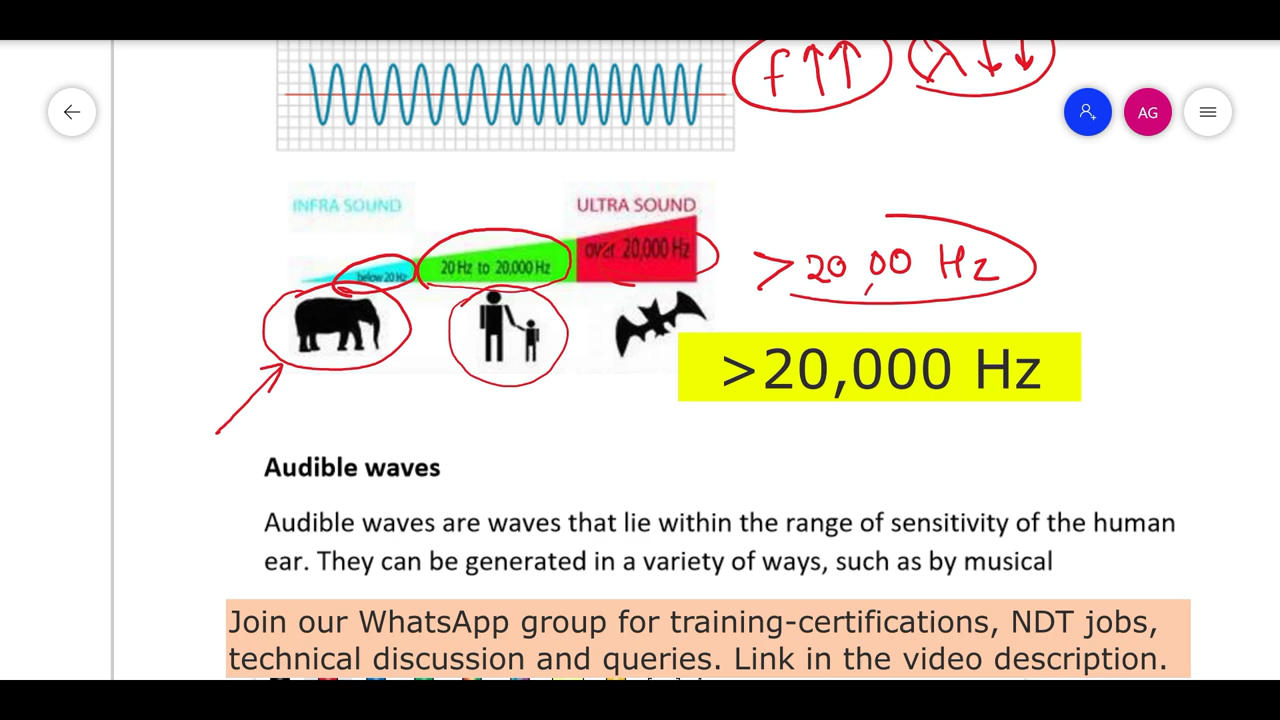 f ↑↑ λ ↓↓
AG
INFRA SOUND
ULTRA SOUND
below 20 Hz
20 Hz to 20,000 Hz
over 20,000 Hz
>20,00 Hz
>20,000 Hz
Audible waves
Audible waves are waves that lie within the range of sensitivity of the human
ear. They can be generated in a variety of ways, such as by musical
Join our WhatsApp group for training-certifications, NDT jobs,
technical discussion and queries. Link in the video description.